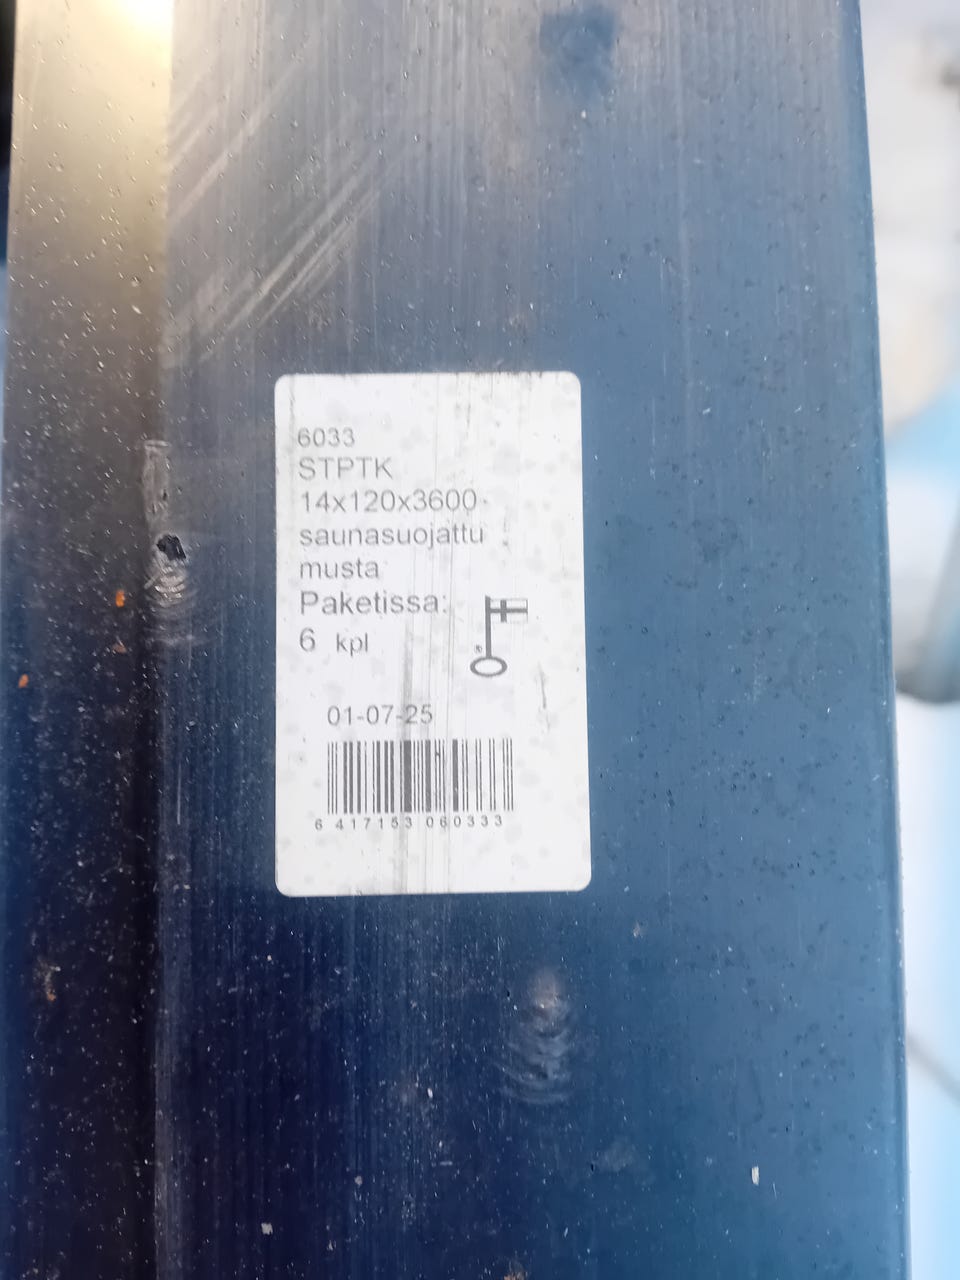 6033
STPTK
14x120x3600
saunasuojattu
musta
Paketissa:
6 kpl
01-07-25
6 417153 060333